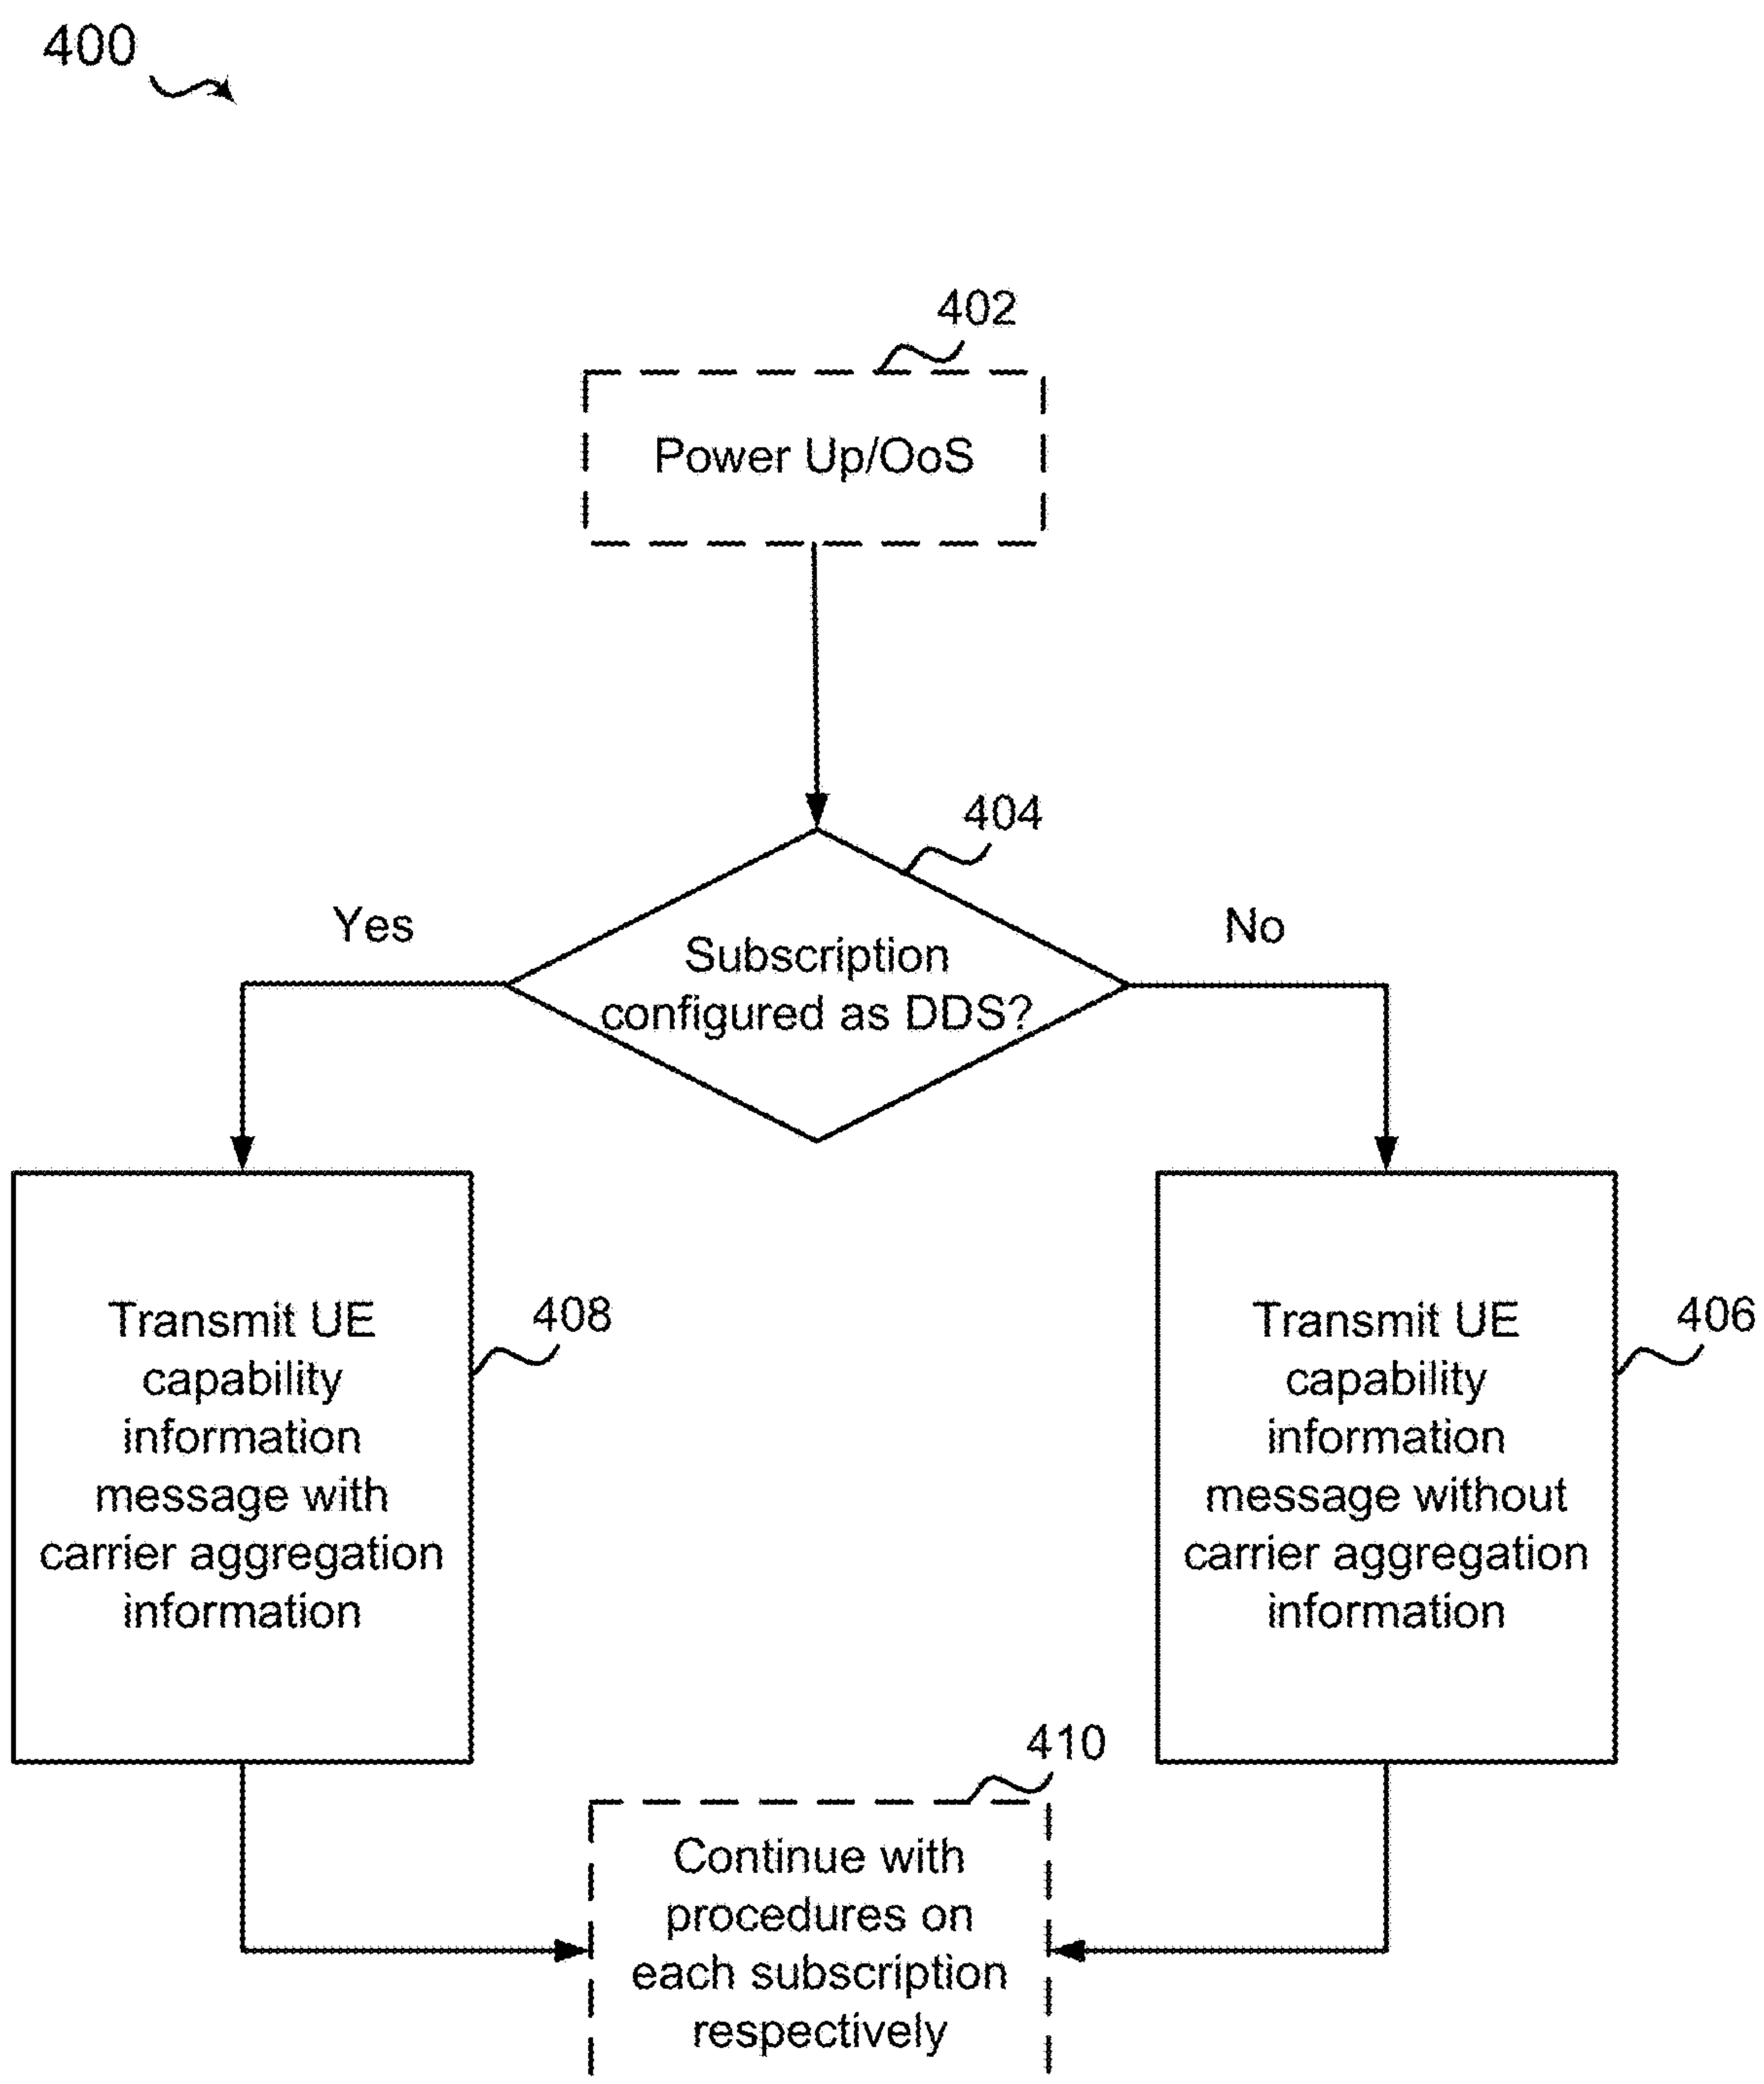 400
402
Power Up/OoS
404
Yes
No
Subscription
configured as DDS?
Transmit UE
capability
information
message with
carrier aggregation
information
408
Transmit UE
capability
information
message without
carrier aggregation
information
406
410
Continue with
procedures on
each subscription
respectively